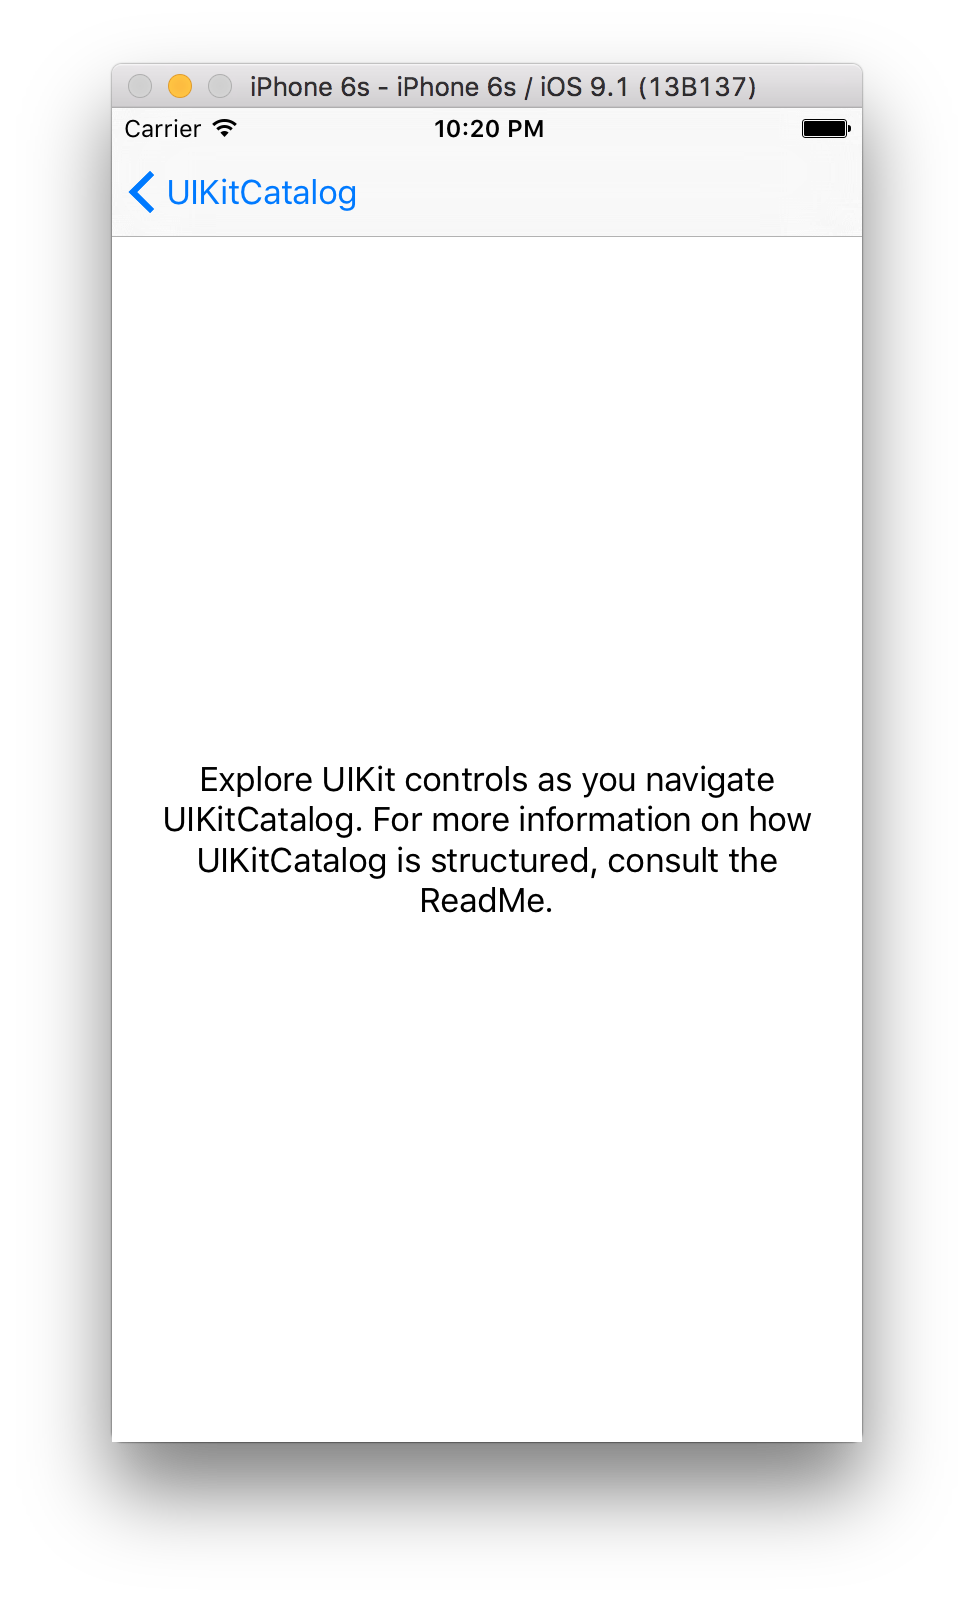 iPhone 6s - iPhone 6s / iOS 9.1 (13B137)
Carrier 10:20 PM
UIKitCatalog
Explore UIKit controls as you navigate
UIKitCatalog. For more information on how
UIKitCatalog is structured, consult the
ReadMe.